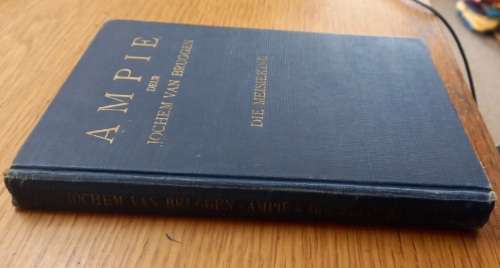 AMPIE
DEUR
JOCHEM VAN BRUGGEN
DIE MEISIEKIND
JOCHEM VAN BRUGGEN AMPIE